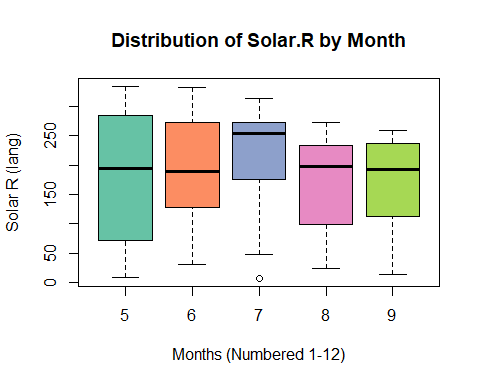 Distribution of Solar.R by Month
Solar R (lang)
250
150
50
0
5 6 7 8 9
Months (Numbered 1-12)